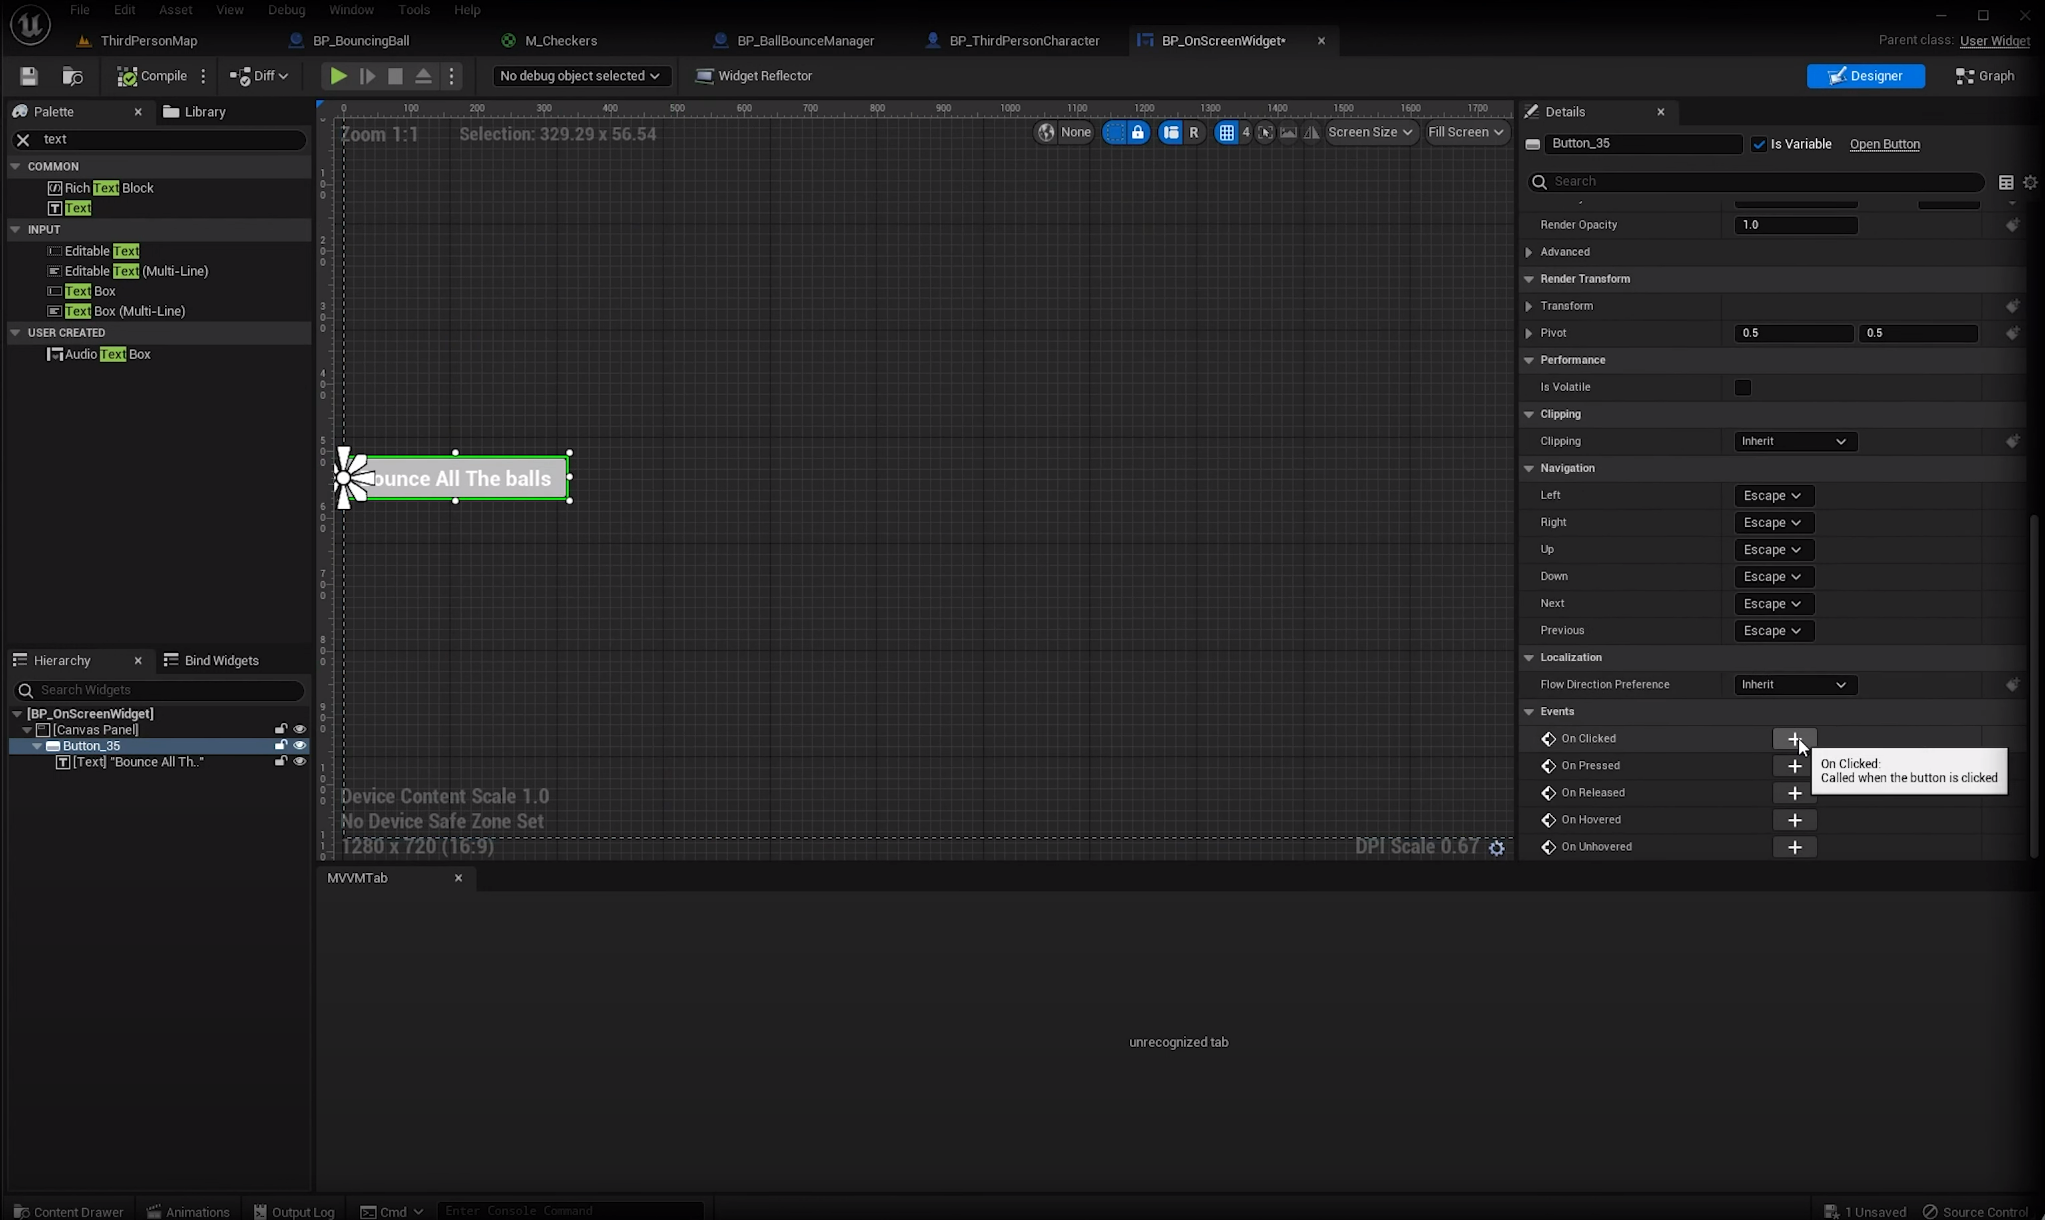 File Edit Asset View Debug Window Tools Help
ThirdPersonMap BP_BouncingBall M_Checkers BP_BallBounceManager BP_ThirdPersonCharacter BP_OnScreenWidget*
Parent class: User Widget
Compile Diff No debug object selected Widget Reflector Designer Graph
Palette Library
text
COMMON
Rich Text Block
Text
INPUT
Editable Text
Editable Text (Multi-Line)
Text Box
Text Box (Multi-Line)
USER CREATED
Audio Text Box
Hierarchy Bind Widgets
Search Widgets
[BP_OnScreenWidget]
[Canvas Panel]
Button_35
[Text] "Bounce All Th.."
0 100 200 300 400 500 600 700 800 900 1000 1100 1200 1300 1400 1500 1600 1700
Zoom 1:1 Selection: 329.29 x 56.54
None R 4 Screen Size Fill Screen
ounce All The balls
Device Content Scale 1.0
No Device Safe Zone Set
1280 x 720 (16:9)
DPI Scale 0.67
MVVMTab
unrecognized tab
Details
Button_35 Is Variable Open Button
Search
Render Opacity 1.0
Advanced
Render Transform
Transform
Pivot 0.5 0.5
Performance
Is Volatile
Clipping
Clipping Inherit
Navigation
Left Escape
Right Escape
Up Escape
Down Escape
Next Escape
Previous Escape
Localization
Flow Direction Preference Inherit
Events
On Clicked
On Pressed
On Released
On Hovered
On Unhovered
On Clicked:
Called when the button is clicked
Content Drawer Animations Output Log Cmd Enter Console Command
1 Unsaved Source Control